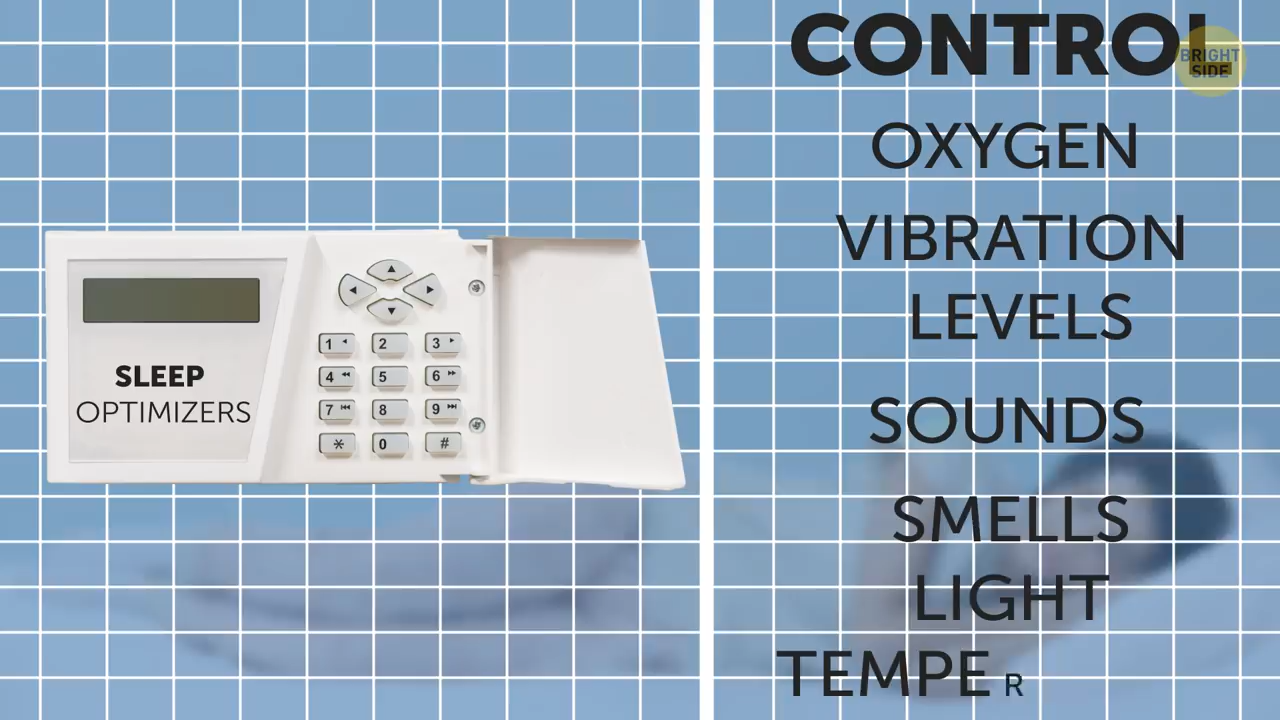 CONTROL
BRIGHT
SIDE
OXYGEN
VIBRATION
LEVELS
SOUNDS
SMELLS
LIGHT
TEMPE R
SLEEP
OPTIMIZERS
1 2 3
4 5 6
7 8 9
* 0 #